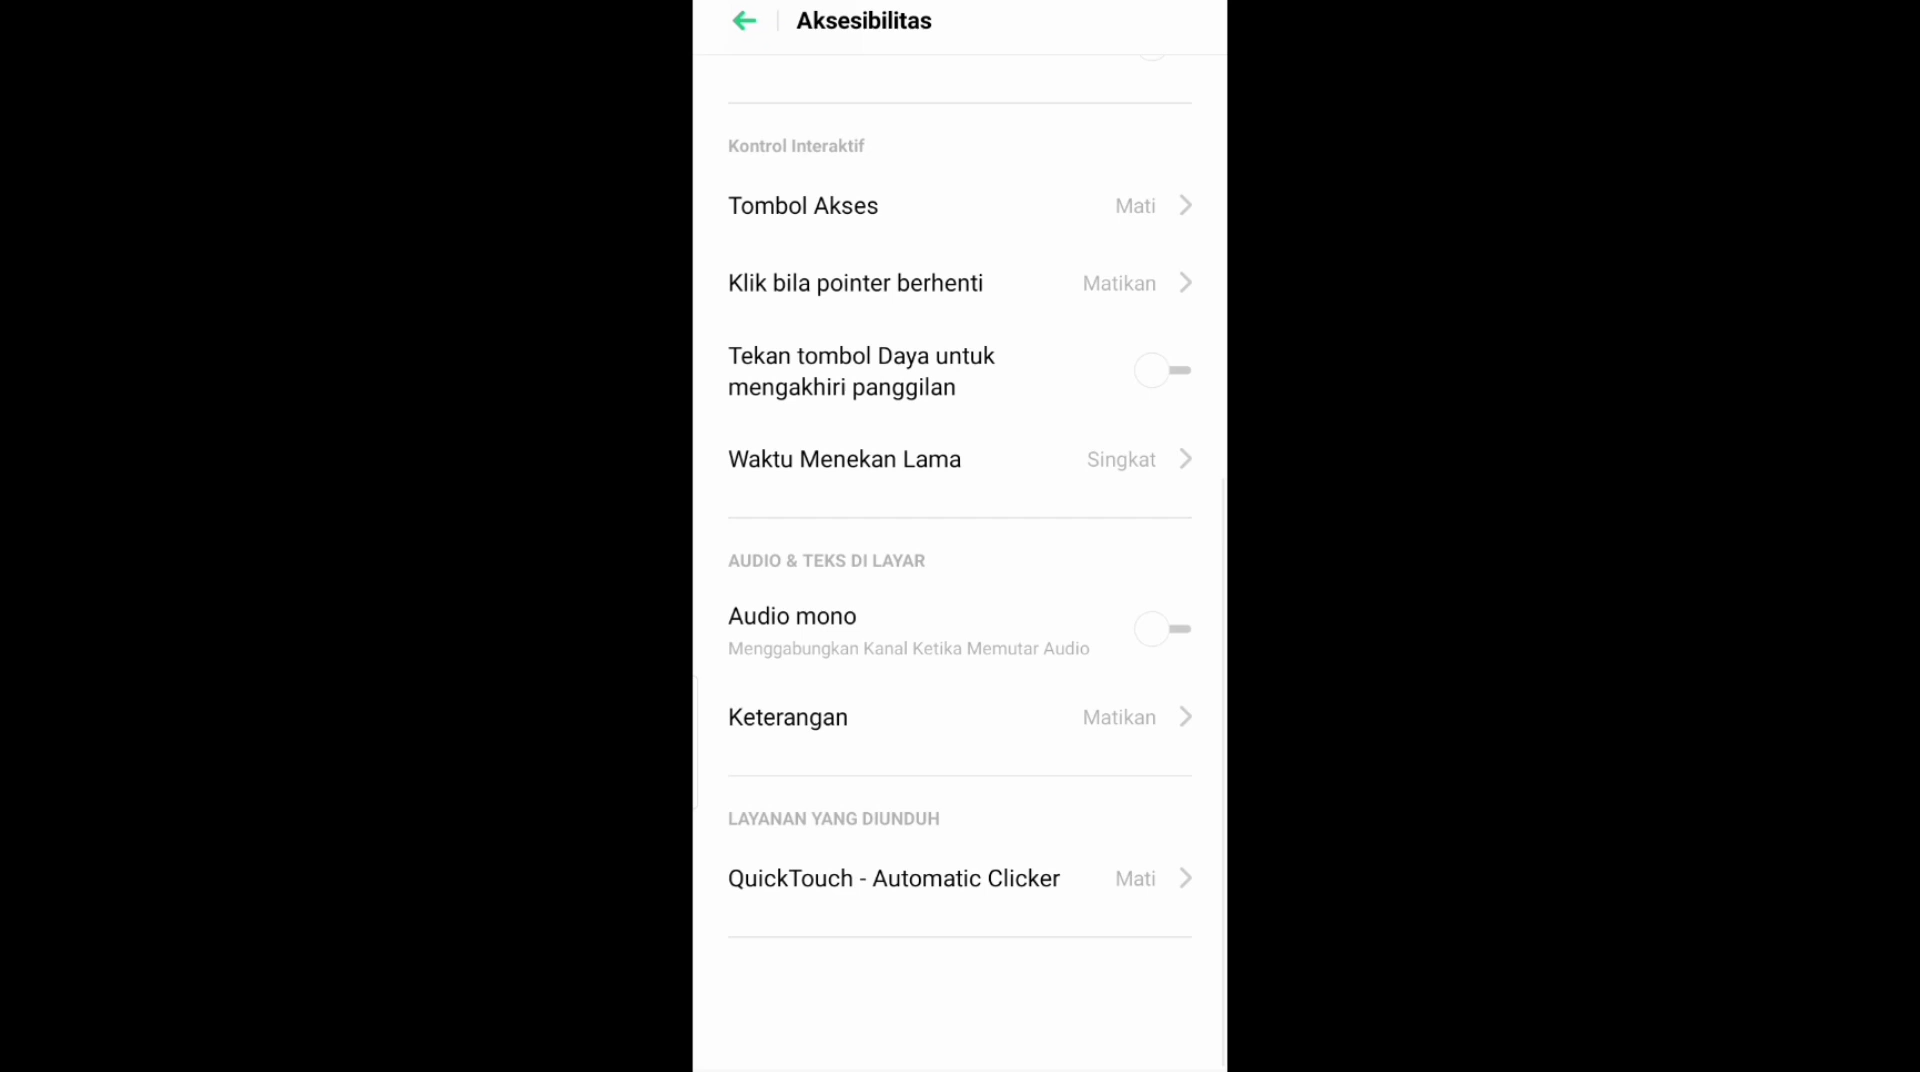 Aksesibilitas
Kontrol Interaktif
Tombol Akses Mati
Klik bila pointer berhenti Matikan
Tekan tombol Daya untuk
mengakhiri panggilan
Waktu Menekan Lama Singkat
AUDIO & TEKS DI LAYAR
Audio mono
Menggabungkan Kanal Ketika Memutar Audio
Keterangan Matikan
LAYANAN YANG DIUNDUH
QuickTouch - Automatic Clicker Mati